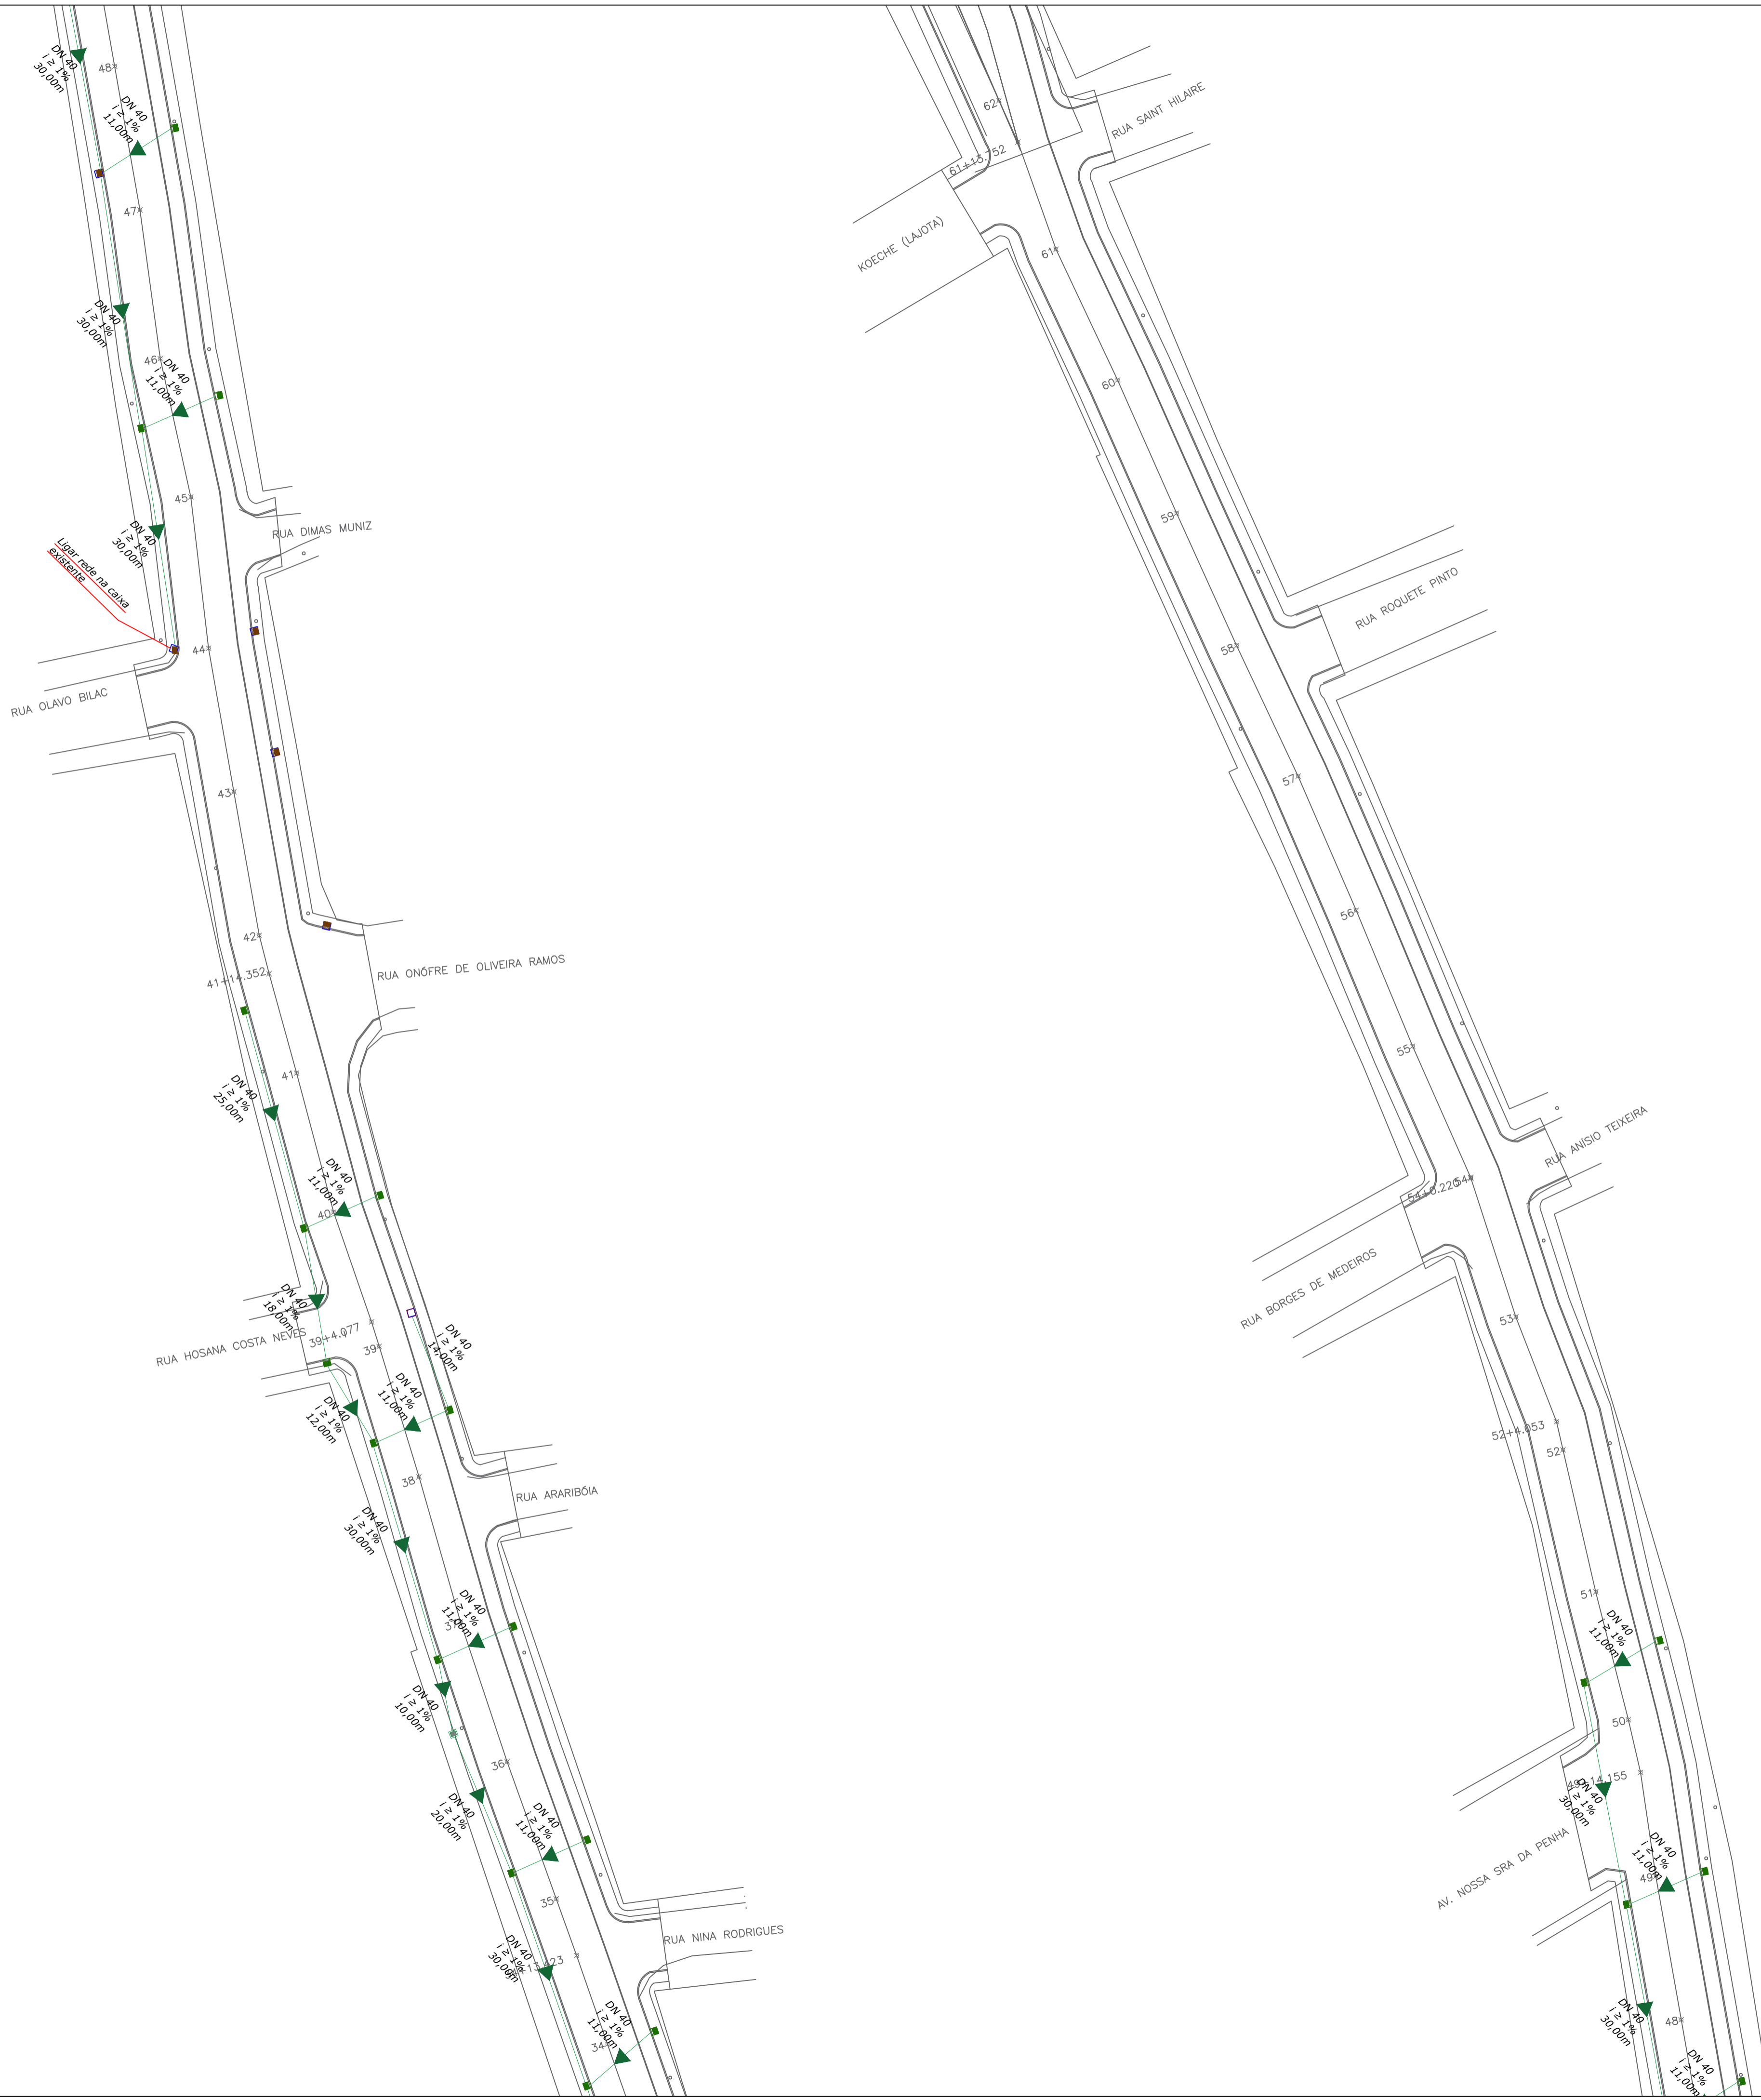 DN 40
i ≥ 1%
30,00m
48
DN 40
i ≥ 1%
11,00m
47
DN 40
i ≥ 1%
30,00m
46
DN 40
i ≥ 1%
11,00m
45
DN 40
i ≥ 1%
30,00m
RUA DIMAS MUNIZ
Ligar rede na caixa
existente
44
RUA OLAVO BILAC
43
42
41+14.352
RUA ONÓFRE DE OLIVEIRA RAMOS
41
DN 40
i ≥ 1%
25,00m
DN 40
i ≥ 1%
11,00m
40
DN 40
i ≥ 1%
18,00m
RUA HOSANA COSTA NEVES
39+4.077
39
DN 40
i ≥ 1%
14,00m
DN 40
i ≥ 1%
11,00m
DN 40
i ≥ 1%
12,00m
38
RUA ARARIBÓIA
DN 40
i ≥ 1%
30,00m
DN 40
i ≥ 1%
11,00m
DN 40
i ≥ 1%
10,00m
36
DN 40
i ≥ 1%
20,00m
DN 40
i ≥ 1%
11,00m
35
RUA NINA RODRIGUES
DN 40
i ≥ 1%
30,00m
DN 40
i ≥ 1%
11,00m
34
62
RUA SAINT HILAIRE
61+13.752
KOECHE (LAJOTA)
61
60
59
RUA ROQUETE PINTO
58
57
56
55
RUA ANÍSIO TEIXEIRA
54+0.220
54
RUA BORGES DE MEDEIROS
53
52+4.053
52
51
DN 40
i ≥ 1%
11,00m
50
49+14.155
DN 40
i ≥ 1%
30,00m
AV. NOSSA SRA DA PENHA
DN 40
i ≥ 1%
11,00m
49
DN 40
i ≥ 1%
30,00m
48
DN 40
i ≥ 1%
11,00m